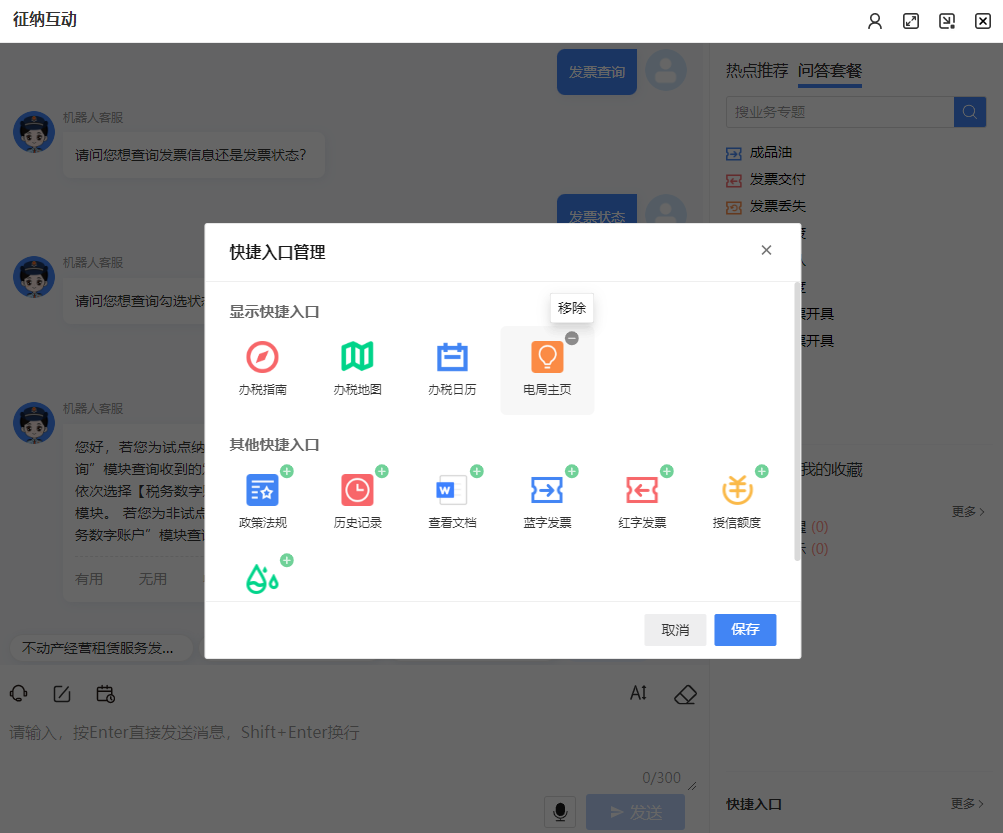 征纳互动
发票查询
机器人客服
请问您想查询发票信息还是发票状态？
发票状态
机器人客服
请问您想查询勾选状
机器人客服
您好，若您为试点纳
询”模块查询收到的
依次选择【税务数字
模块。 若您为非试点
务数字账户”模块查
有用 无用
不动产经营租赁服务发...
请输入，按Enter直接发送消息，Shift+Enter换行
0/300
发送
热点推荐 问答套餐
搜业务专题
成品油
发票交付
发票丢失
票开具
票开具
我的收藏
更多
(0)
(0)
快捷入口 更多
快捷入口管理
显示快捷入口
移除
办税指南 办税地图 办税日历 电局主页
其他快捷入口
政策法规 历史记录 查看文档 蓝字发票 红字发票 授信额度
取消 保存